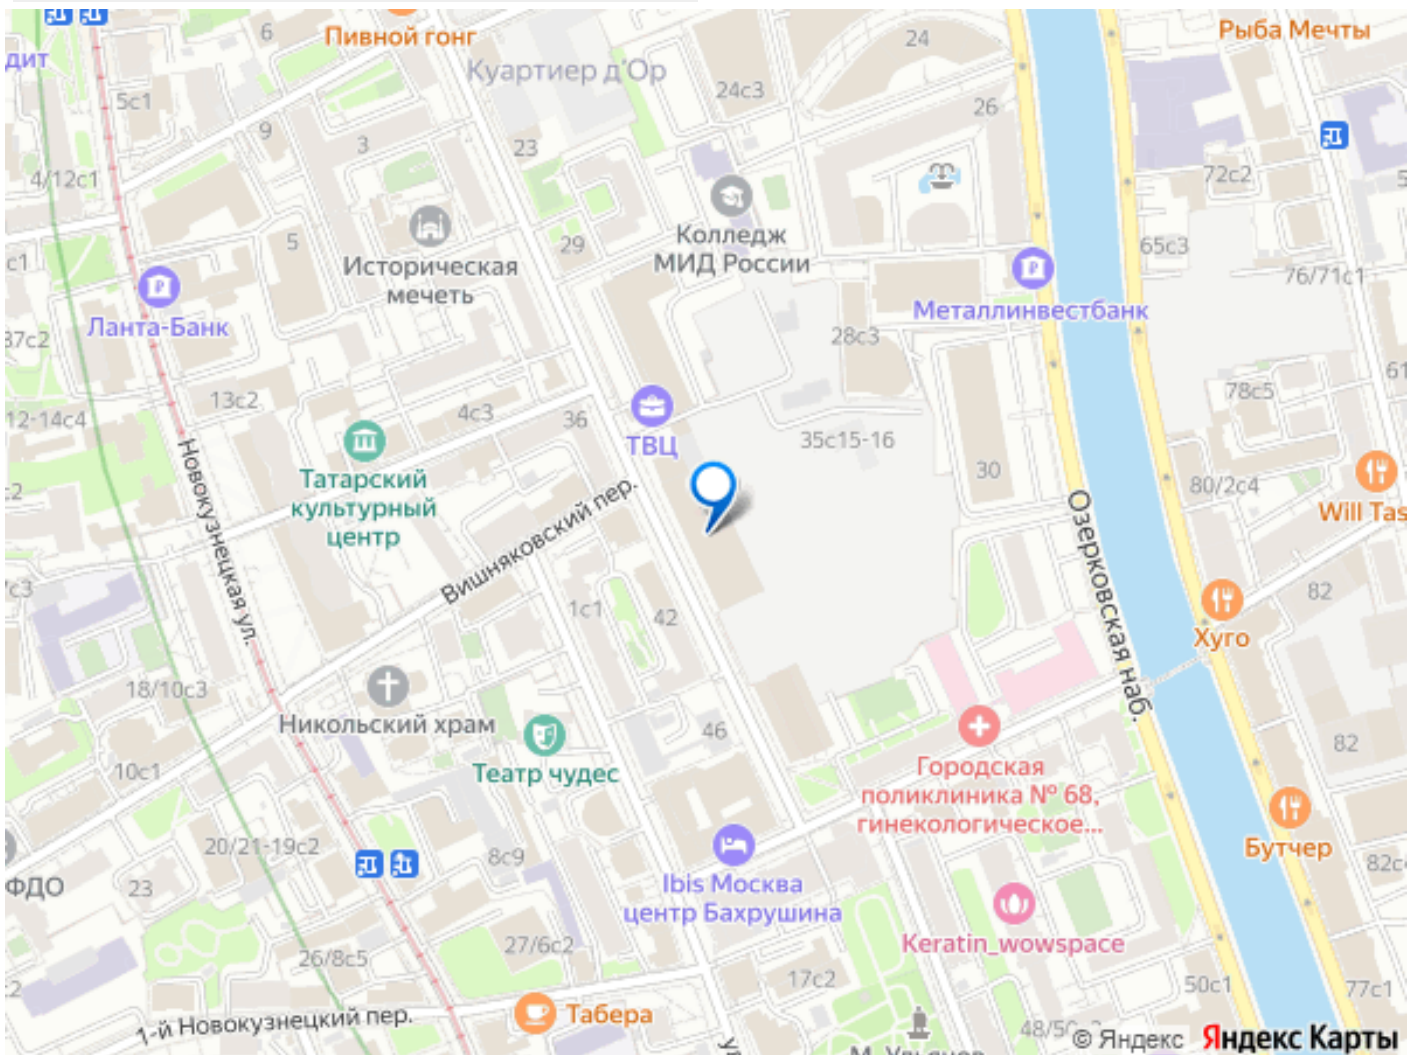 Пивной гонг
Рыба Мечты
6
24
дит
Куартиер д'Ор
24с3
5с1
26
9
3
23
4/12с1
72с2
5
Колледж
МИД России
29
5
65с3
с1
Историческая
мечеть
76/71с1
Металлинвестбанк
Ланта-Банк
28с3
37с2
61
78с5
13с2
4с3
36
12-14с4
ТВЦ
35с15-16
30
Татарский
культурный
центр
80/2с4
Will Tas
Новокузнецкая ул.
Вишняковский пер.
Озерковская наб.
с3
1с1
42
82
Хуго
18/10с3
Никольский храм
46
82
Театр чудес
10с1
Городская
поликлиника № 68,
гинекологическое...
Бутчер
20/21-19с2
8с9
82с
ФДО
23
Ibis Москва
центр Бахрушина
Keratin_wowspace
27/6с2
26/8с5
17с2
50с1
77с1
1-й Новокузнецкий пер.
Табера
48/50
© Яндекс
Яндекс Карты